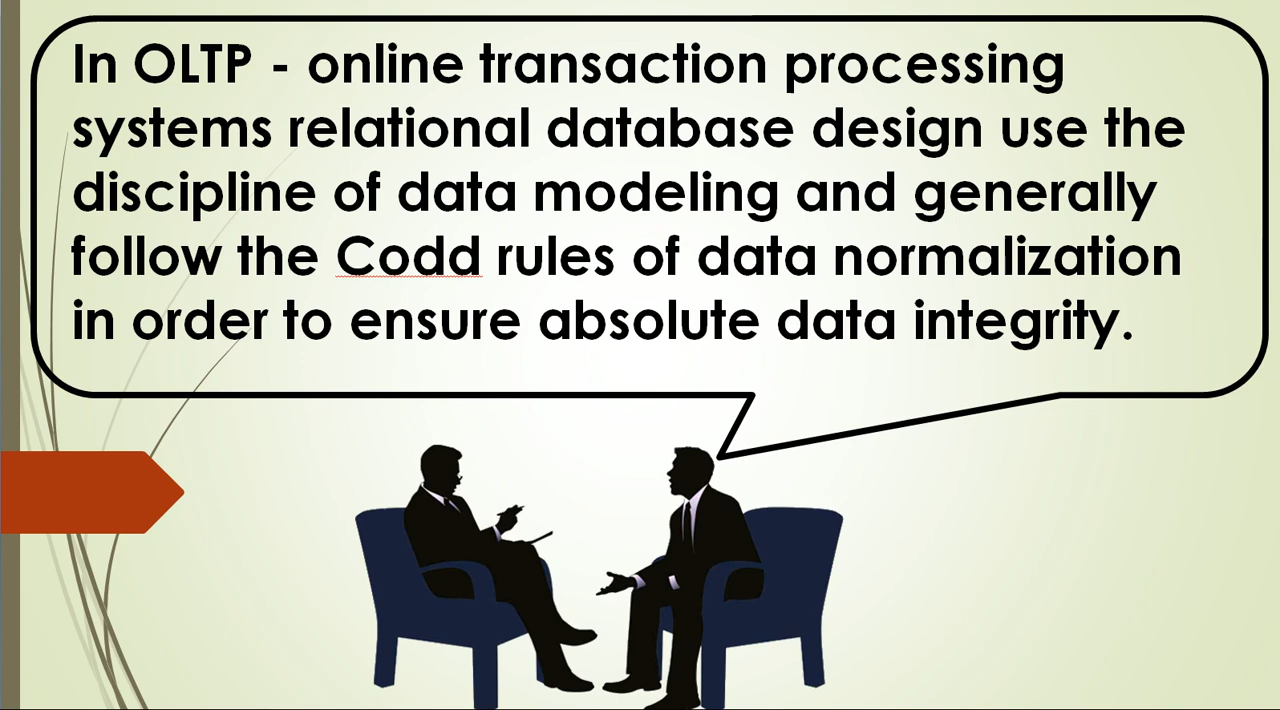 In OLTP - online transaction processing
systems relational database design use the
discipline of data modeling and generally
follow the Codd rules of data normalization
in order to ensure absolute data integrity.